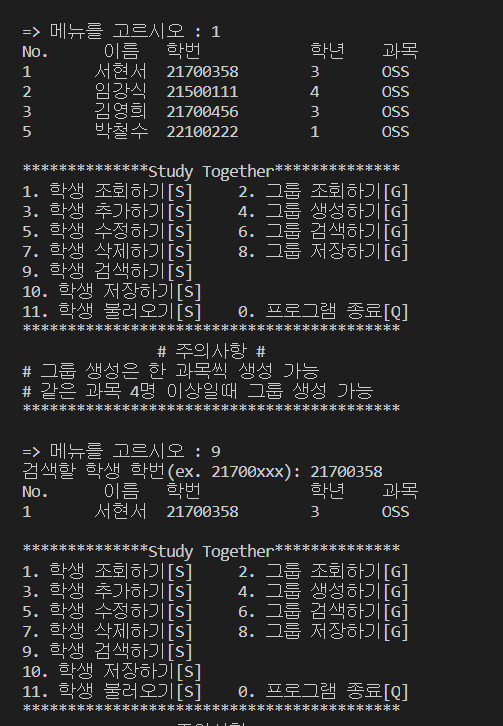 => 메뉴를 고르시오 : 1
No. 이름 학번 학년 과목
1 서현서 21700358 3 OSS
2 임강식 21500111 4 OSS
3 김영희 21700456 3 OSS
5 박철수 22100222 1 OSS
**************Study Together**************
1. 학생 조회하기[S] 2. 그룹 조회하기[G]
3. 학생 추가하기[S] 4. 그룹 생성하기[G]
5. 학생 수정하기[S] 6. 그룹 검색하기[G]
7. 학생 삭제하기[S] 8. 그룹 저장하기[G]
9. 학생 검색하기[S]
10. 학생 저장하기[S]
11. 학생 불러오기[S] 0. 프로그램 종료[Q]
******************************************
# 주의사항 #
# 그룹 생성은 한 과목씩 생성 가능
# 같은 과목 4명 이상일때 그룹 생성 가능
******************************************
=> 메뉴를 고르시오 : 9
검색할 학생 학번(ex. 21700xxx): 21700358
No. 이름 학번 학년 과목
1 서현서 21700358 3 OSS
**************Study Together**************
1. 학생 조회하기[S] 2. 그룹 조회하기[G]
3. 학생 추가하기[S] 4. 그룹 생성하기[G]
5. 학생 수정하기[S] 6. 그룹 검색하기[G]
7. 학생 삭제하기[S] 8. 그룹 저장하기[G]
9. 학생 검색하기[S]
10. 학생 저장하기[S]
11. 학생 불러오기[S] 0. 프로그램 종료[Q]
******************************************